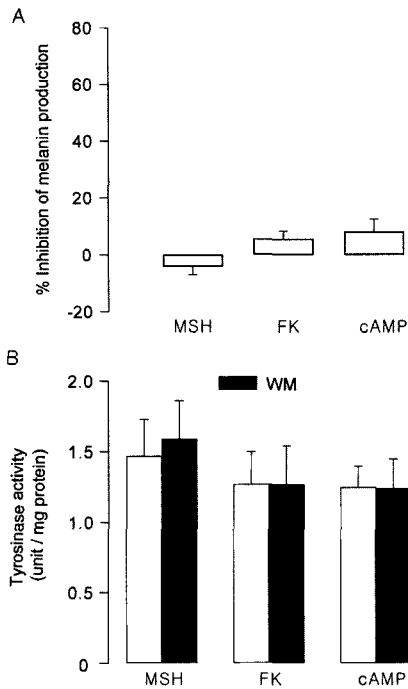 A
% Inhibition of melanin production
80
60
40
20
0
-20
MSH FK cAMP
B
Tyrosinase activity
(unit / mg protein)
2.0
1.5
1.0
0.5
0
WM
MSH FK cAMP